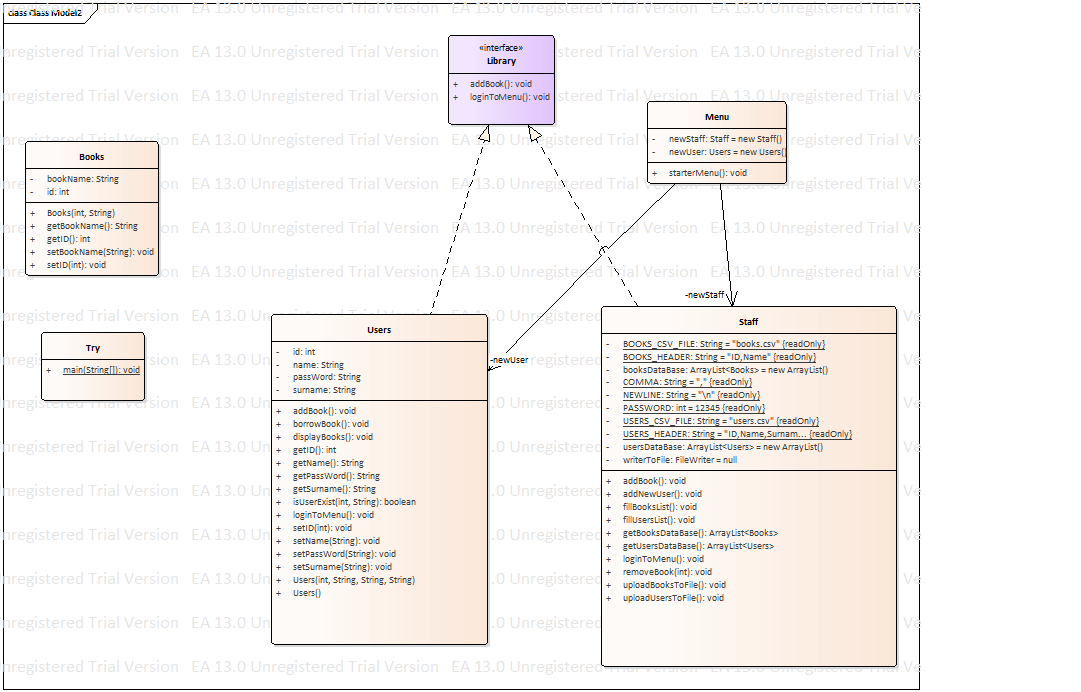 class Class Model2
«interface»
Library
+ addBook(): void
+ loginToMenu(): void
Menu
- newStaff: Staff = new Staff()
- newUser: Users = new Users()
+ starterMenu(): void
Books
- bookName: String
- id: int
+ Books(int, String)
+ getBookName(): String
+ getID(): int
+ setBookName(String): void
+ setID(int): void
Try
+ main(String[]): void
-newStaff
-newUser
Users
- id: int
- name: String
- passWord: String
- surname: String
+ addBook(): void
+ borrowBook(): void
+ displayBooks(): void
+ getID(): int
+ getName(): String
+ getPassWord(): String
+ getSurname(): String
+ isUserExist(int, String): boolean
+ loginToMenu(): void
+ setID(int): void
+ setName(String): void
+ setPassWord(String): void
+ setSurname(String): void
+ Users(int, String, String, String)
+ Users()
Staff
- BOOKS_CSV_FILE: String = "books.csv" {readOnly}
- BOOKS_HEADER: String = "ID,Name" {readOnly}
- booksDataBase: ArrayList<Books> = new ArrayList()
- COMMA: String = "," {readOnly}
- NEWLINE: String = "\n" {readOnly}
- PASSWORD: int = 12345 {readOnly}
- USERS_CSV_FILE: String = "users.csv" {readOnly}
- USERS_HEADER: String = "ID,Name,Surnam... {readOnly}
- usersDataBase: ArrayList<Users> = new ArrayList()
- writerToFile: FileWriter = null
+ addBook(): void
+ addNewUser(): void
+ fillBooksList(): void
+ fillUsersList(): void
+ getBooksDataBase(): ArrayList<Books>
+ getUsersDataBase(): ArrayList<Users>
+ loginToMenu(): void
+ removeBook(int): void
+ uploadBooksToFile(): void
+ uploadUsersToFile(): void
EA 13.0 Unregistered Trial Version